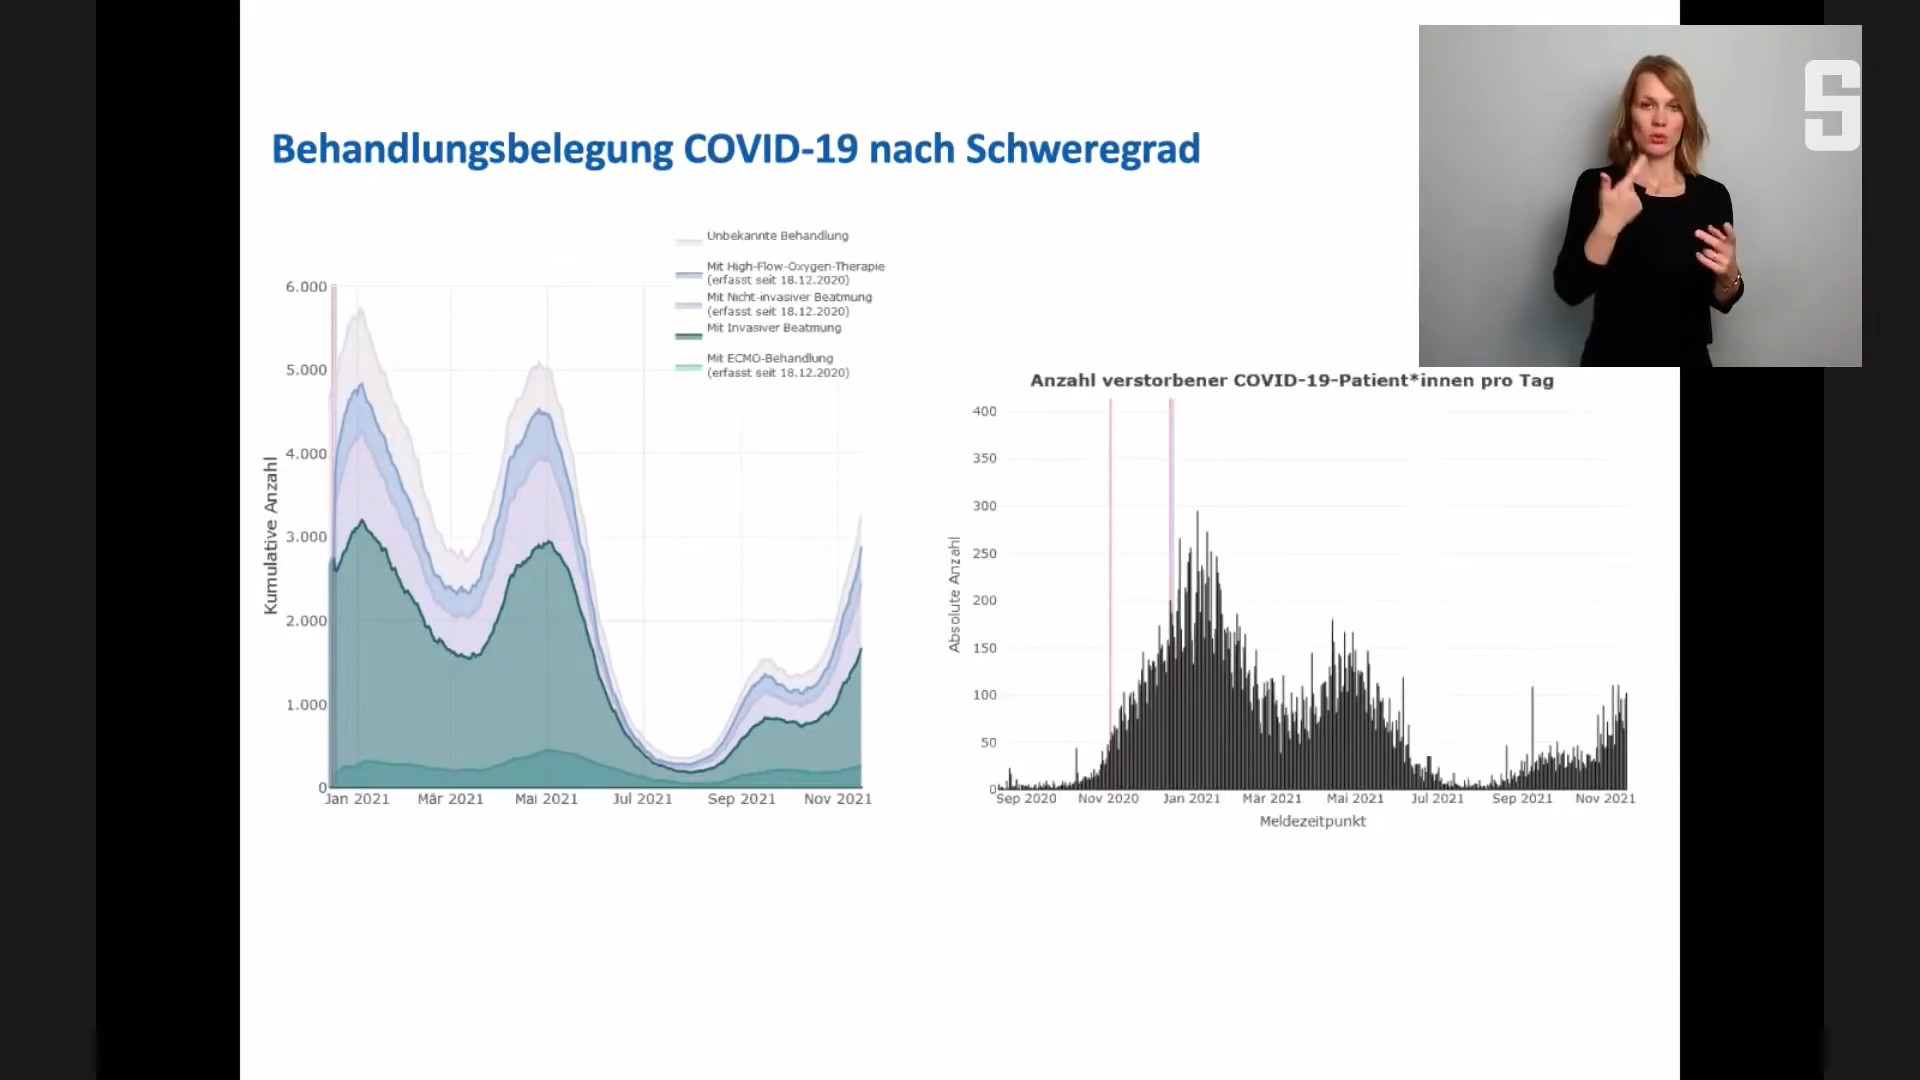 S
Behandlungsbelegung COVID-19 nach Schweregrad
Unbekannte Behandlung
Mit High-Flow-Oxygen-Therapie
(erfasst seit 18.12.2020)
Mit Nicht-invasiver Beatmung
(erfasst seit 18.12.2020)
Mit Invasiver Beatmung
Mit ECMO-Behandlung
(erfasst seit 18.12.2020)
Kumulative Anzahl
6.000
5.000
4.000
3.000
2.000
1.000
0
Jan 2021 Mär 2021 Mai 2021 Jul 2021 Sep 2021 Nov 2021
Anzahl verstorbener COVID-19-Patient*innen pro Tag
Absolute Anzahl
400
350
300
250
200
150
100
50
0
Sep 2020 Nov 2020 Jan 2021 Mär 2021 Mai 2021 Jul 2021 Sep 2021 Nov 2021
Meldezeitpunkt